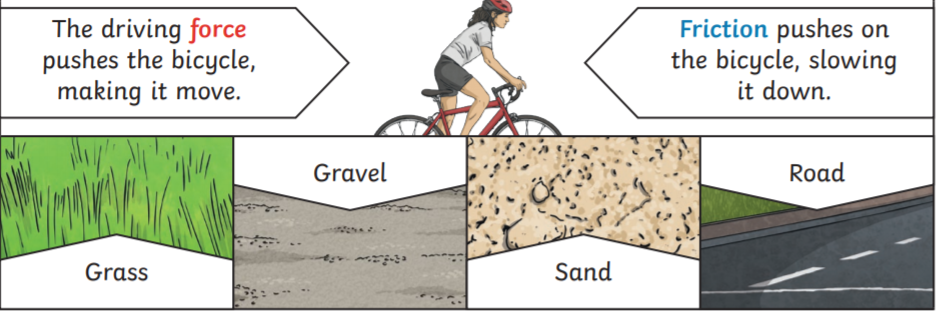 The driving force
pushes the bicycle,
making it move.
Friction pushes on
the bicycle, slowing
it down.
Grass
Gravel
Sand
Road